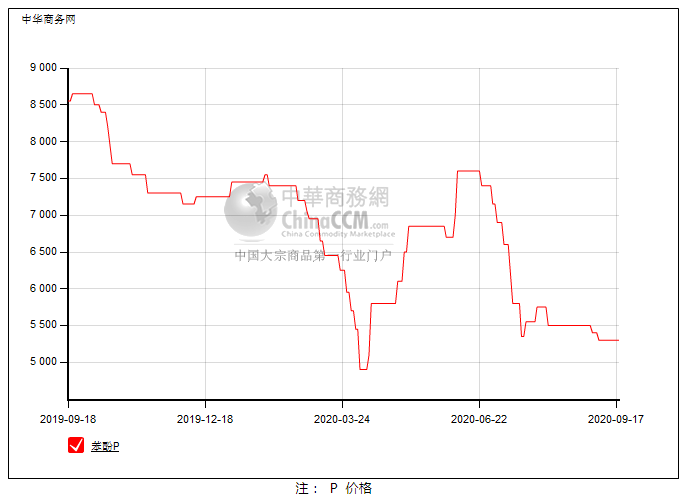 中华商务网
9 000
8 500
8 000
7 500
7 000
6 500
6 000
5 500
5 000
中華商務網
ChinaCCM.com
China Commodity Marketplace
中国大宗商品第一行业门户
2019-09-18 2019-12-18 2020-03-24 2020-06-22 2020-09-17
苯酚P
注： P 价格